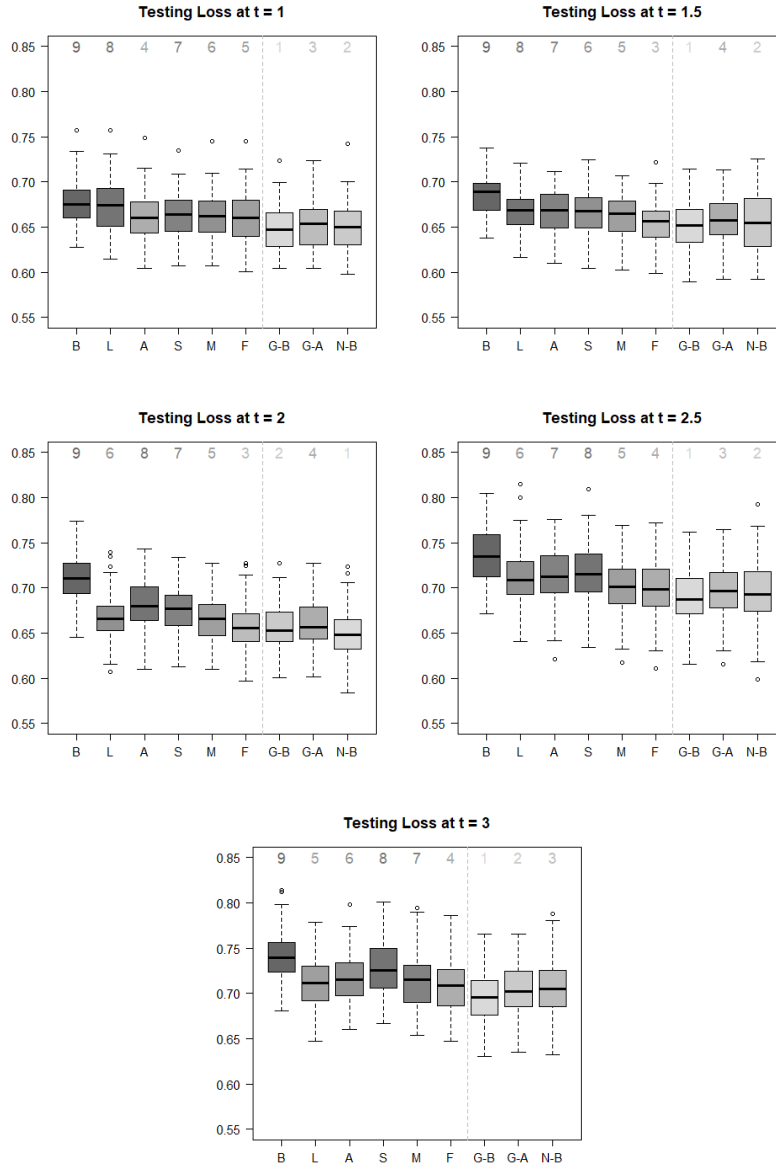 Testing Loss at t = 1
0.85
0.80
0.75
0.70
0.65
0.60
0.55
9 8 4 7 6 5 1 3 2
B L A S M F G-B G-A N-B
Testing Loss at t = 1.5
0.85
0.80
0.75
0.70
0.65
0.60
0.55
9 8 7 6 5 3 1 4 2
B L A S M F G-B G-A N-B
Testing Loss at t = 2
0.85
0.80
0.75
0.70
0.65
0.60
0.55
9 6 8 7 5 3 2 4 1
B L A S M F G-B G-A N-B
Testing Loss at t = 2.5
0.85
0.80
0.75
0.70
0.65
0.60
0.55
9 6 7 8 5 4 1 3 2
B L A S M F G-B G-A N-B
Testing Loss at t = 3
0.85
0.80
0.75
0.70
0.65
0.60
0.55
9 5 6 8 7 4 1 2 3
B L A S M F G-B G-A N-B